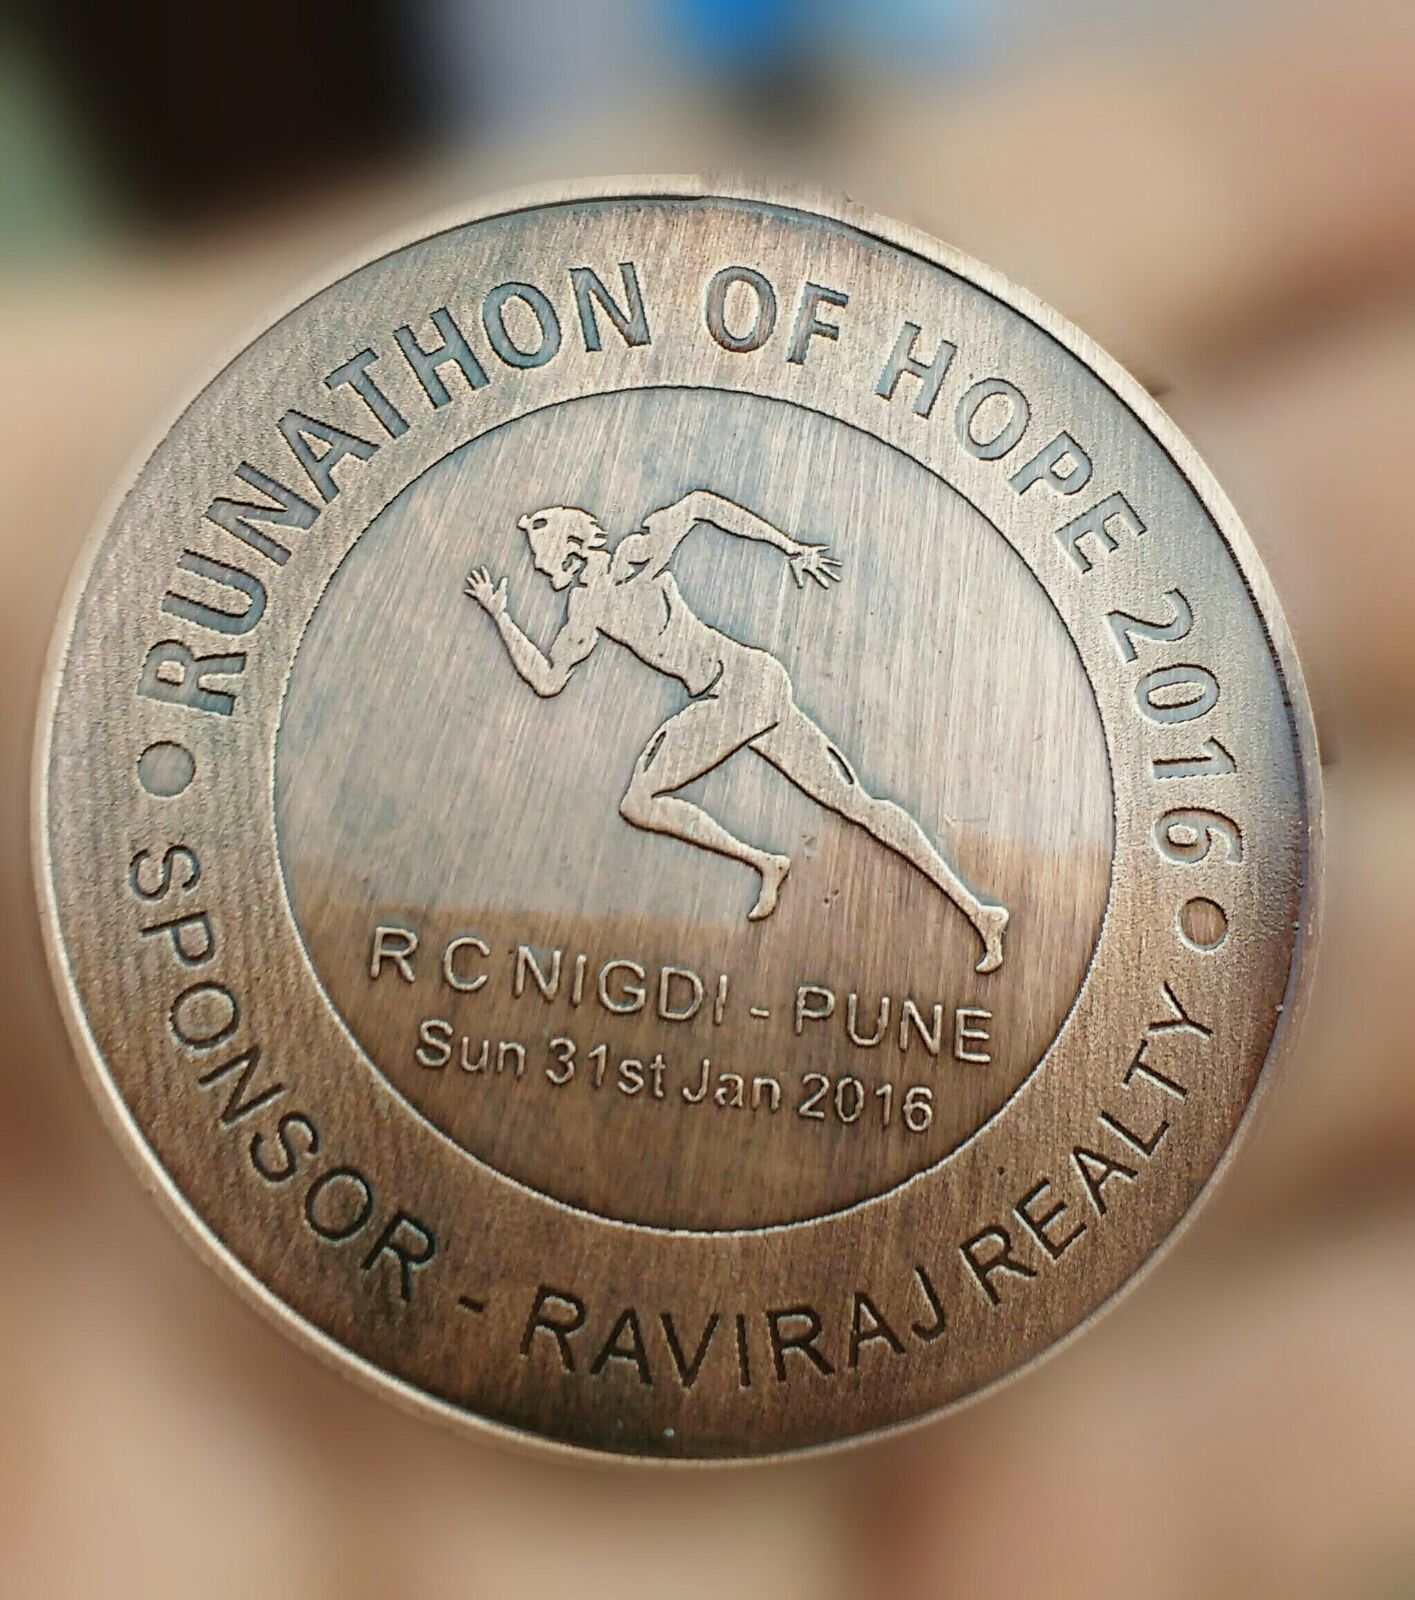 RUNATHON OF HOPE 2016
R C NIGDI - PUNE
Sun 31st Jan 2016
SPONSOR - RAVIRAJ REALTY